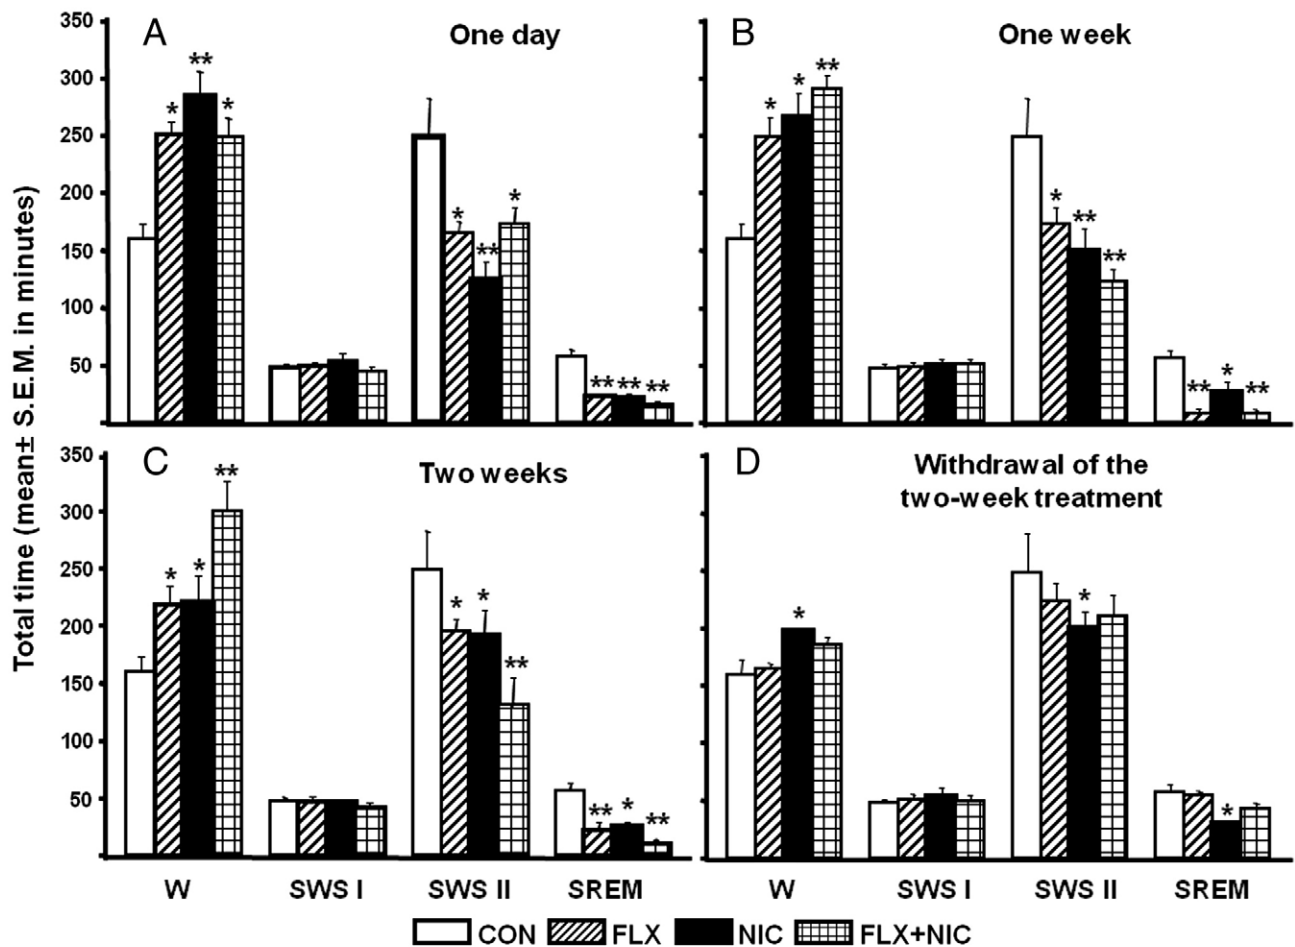 Total time (mean± S.E.M. in minutes)
A
One day
350
300
250
200
150
100
50
** 
* * 
*
* **
** ** **
B
One week
**
* *
*
**
**
** * **
C
Two weeks
350
300
250
200
150
100
50
**
* *
* *
**
** * **
D
Withdrawal of the
two-week treatment
*
*
*
W SWS I SWS II SREM
W SWS I SWS II SREM
CON FLX NIC FLX+NIC